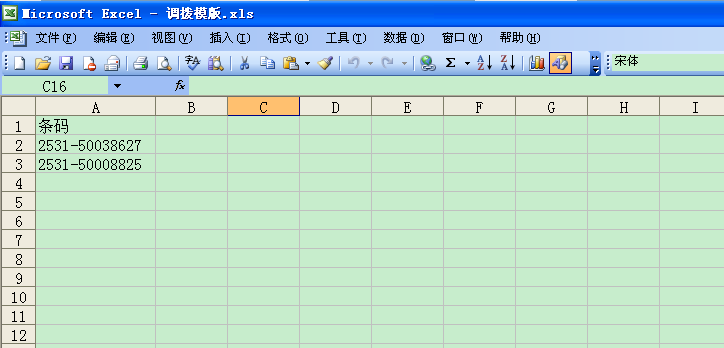 Microsoft Excel - 调拨模版.xls
文件(F) 编辑(E) 视图(V) 插入(I) 格式(O) 工具(T) 数据(D) 窗口(W) 帮助(H)
宋体
C16 fx
A B C D E F G H I
1 条码
2 2531-50038627
3 2531-50008825
4
5
6
7
8
9
10
11
12